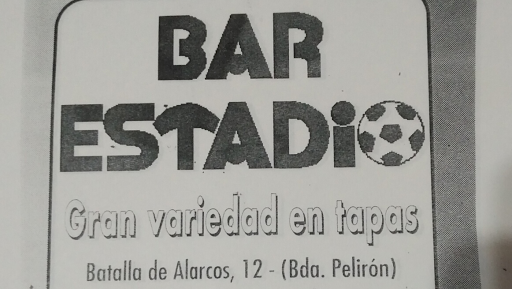 BAR
ESTADIO
Gran variedad en tapas
Batalla de Alarcos, 12 - (Bda. Pelirón)